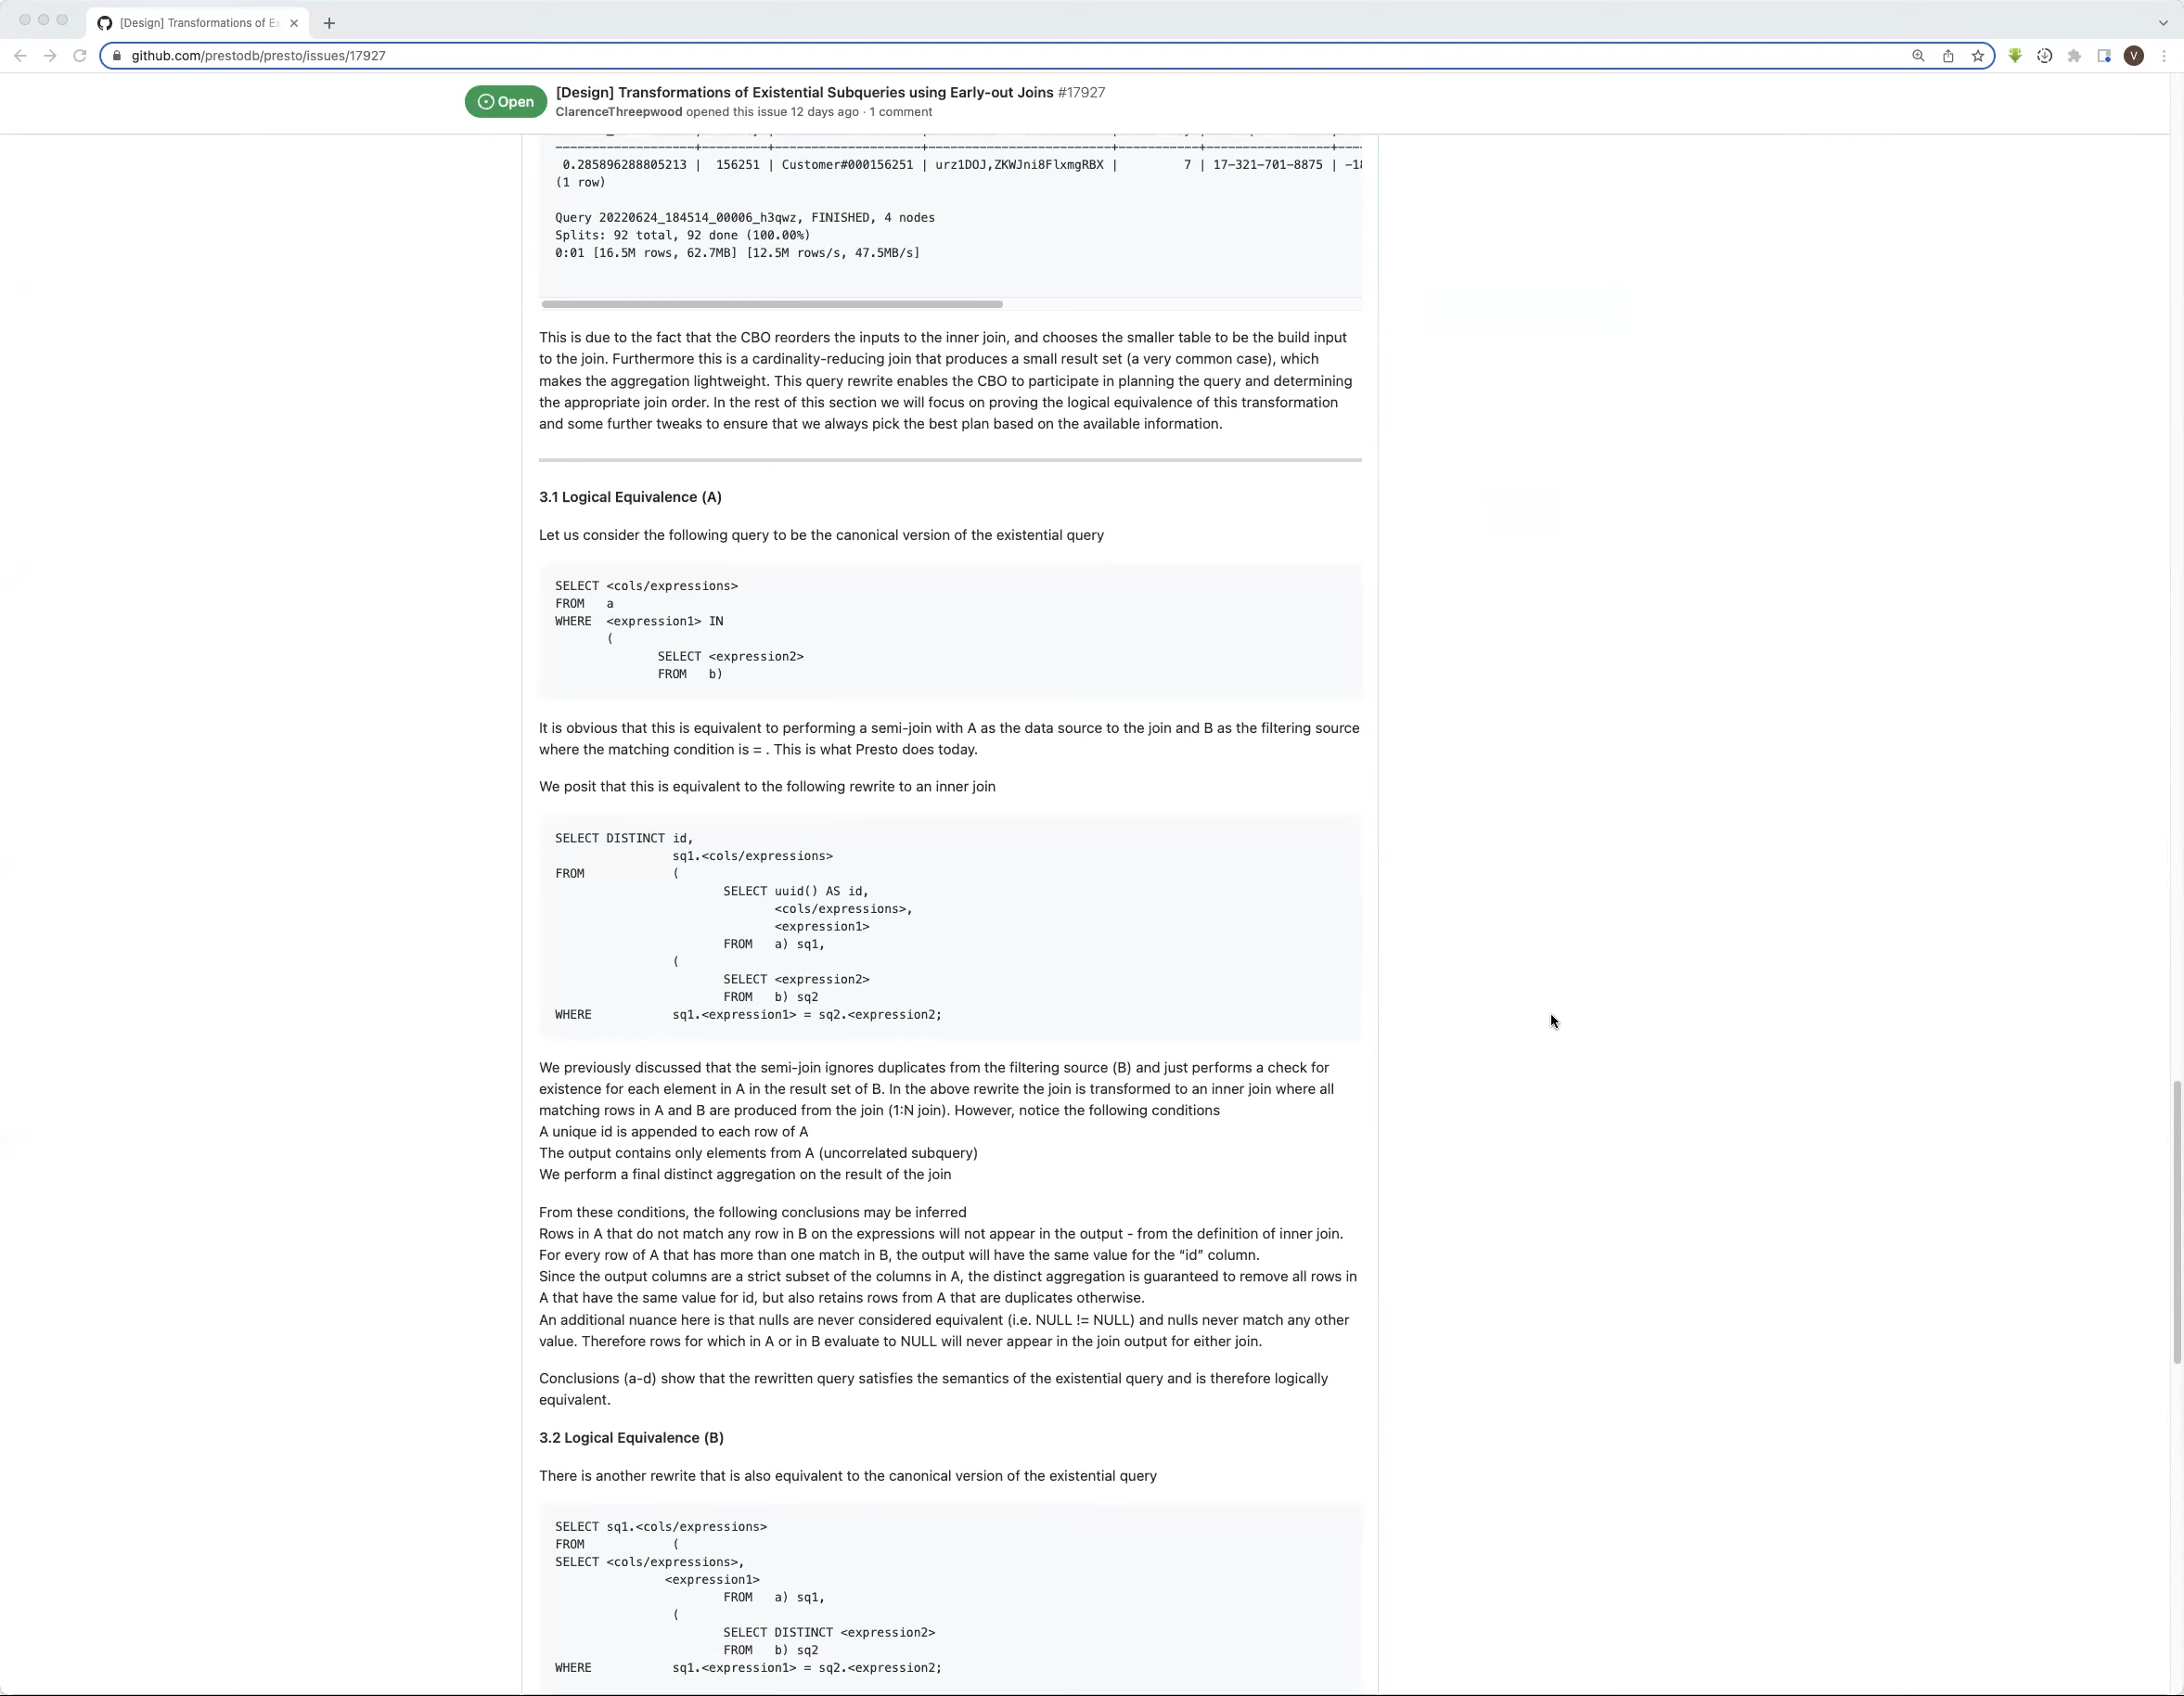 [Design] Transformations of Ex
github.com/prestodb/presto/issues/17927
V
Open
[Design] Transformations of Existential Subqueries using Early-out Joins #17927
ClarenceThreepwood opened this issue 12 days ago · 1 comment
0.285896288805213 | 156251 | Customer#000156251 | urz1DOJ,ZKWJni8FlxmgRBX | 7 | 17-321-701-8875 | -18
(1 row)
Query 20220624_184514_00006_h3qwz, FINISHED, 4 nodes
Splits: 92 total, 92 done (100.00%)
0:01 [16.5M rows, 62.7MB] [12.5M rows/s, 47.5MB/s]
This is due to the fact that the CBO reorders the inputs to the inner join, and chooses the smaller table to be the build input
to the join. Furthermore this is a cardinality-reducing join that produces a small result set (a very common case), which
makes the aggregation lightweight. This query rewrite enables the CBO to participate in planning the query and determining
the appropriate join order. In the rest of this section we will focus on proving the logical equivalence of this transformation
and some further tweaks to ensure that we always pick the best plan based on the available information.
3.1 Logical Equivalence (A)
Let us consider the following query to be the canonical version of the existential query
SELECT <cols/expressions>
FROM a
WHERE <expression1> IN
(
SELECT <expression2>
FROM b)
It is obvious that this is equivalent to performing a semi-join with A as the data source to the join and B as the filtering source
where the matching condition is = . This is what Presto does today.
We posit that this is equivalent to the following rewrite to an inner join
SELECT DISTINCT id,
sq1.<cols/expressions>
FROM (
SELECT uuid() AS id,
<cols/expressions>,
<expression1>
FROM a) sq1,
(
SELECT <expression2>
FROM b) sq2
WHERE sq1.<expression1> = sq2.<expression2;
We previously discussed that the semi-join ignores duplicates from the filtering source (B) and just performs a check for
existence for each element in A in the result set of B. In the above rewrite the join is transformed to an inner join where all
matching rows in A and B are produced from the join (1:N join). However, notice the following conditions
A unique id is appended to each row of A
The output contains only elements from A (uncorrelated subquery)
We perform a final distinct aggregation on the result of the join
From these conditions, the following conclusions may be inferred
Rows in A that do not match any row in B on the expressions will not appear in the output - from the definition of inner join.
For every row of A that has more than one match in B, the output will have the same value for the “id” column.
Since the output columns are a strict subset of the columns in A, the distinct aggregation is guaranteed to remove all rows in
A that have the same value for id, but also retains rows from A that are duplicates otherwise.
An additional nuance here is that nulls are never considered equivalent (i.e. NULL != NULL) and nulls never match any other
value. Therefore rows for which in A or in B evaluate to NULL will never appear in the join output for either join.
Conclusions (a-d) show that the rewritten query satisfies the semantics of the existential query and is therefore logically
equivalent.
3.2 Logical Equivalence (B)
There is another rewrite that is also equivalent to the canonical version of the existential query
SELECT sq1.<cols/expressions>
FROM (
SELECT <cols/expressions>,
<expression1>
FROM a) sq1,
(
SELECT DISTINCT <expression2>
FROM b) sq2
WHERE sq1.<expression1> = sq2.<expression2;